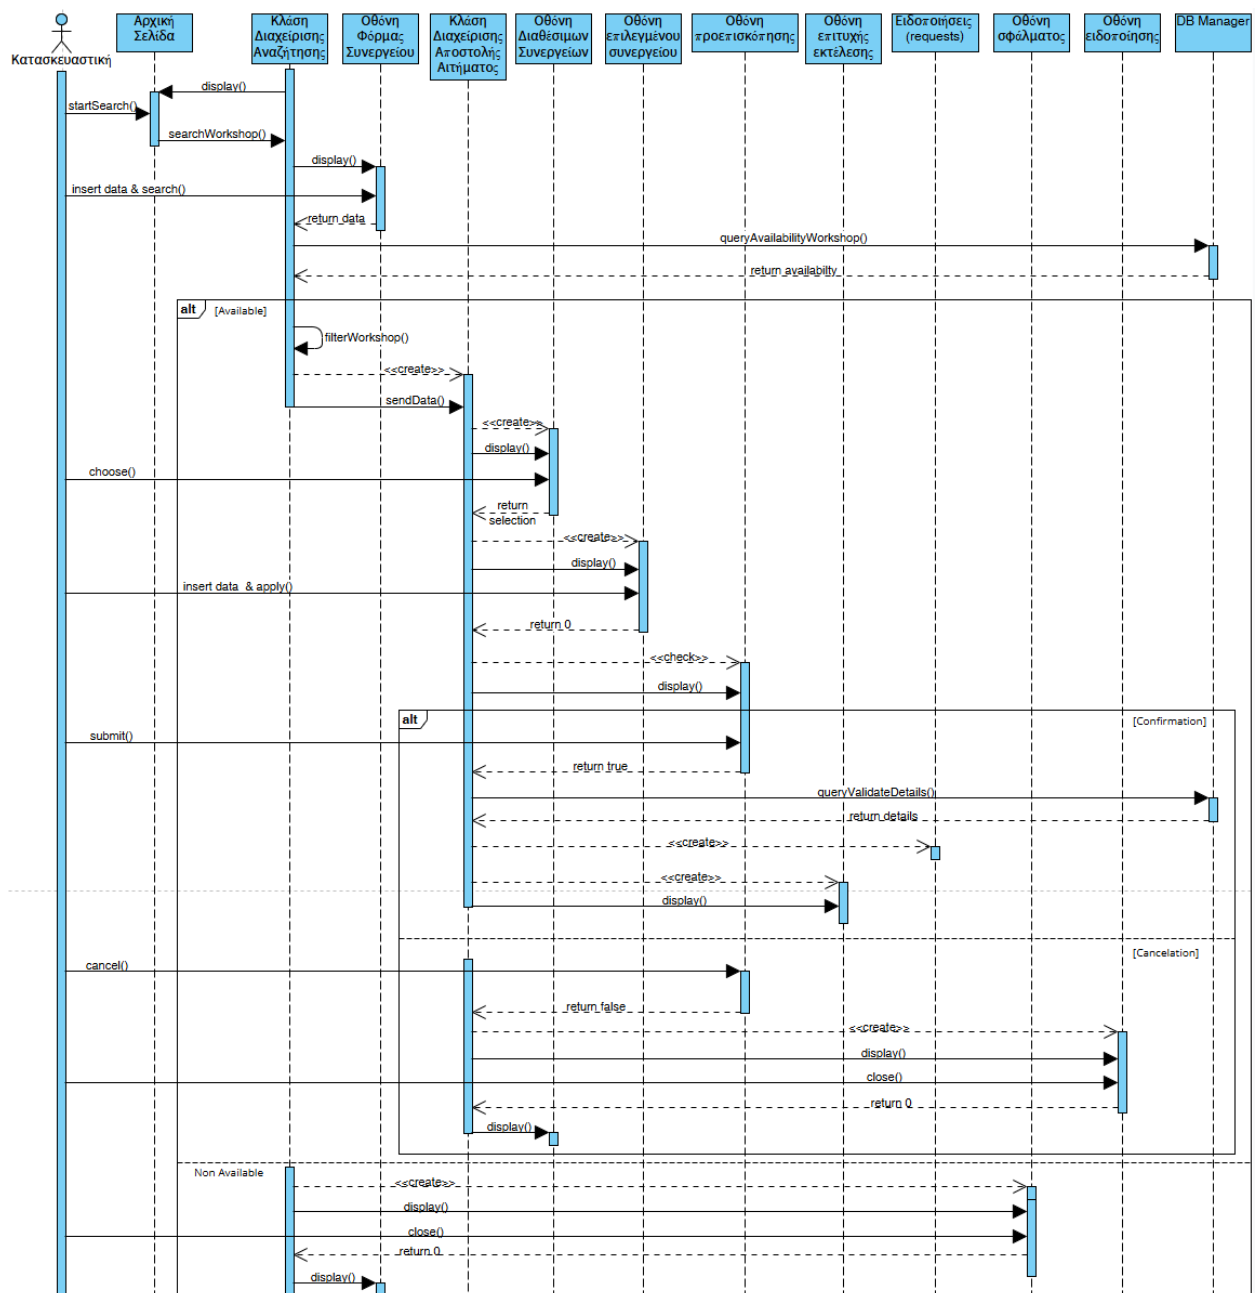 Κατασκευαστική
Αρχική
Σελίδα
Κλάση
Διαχείρισης
Αναζήτησης
Οθόνη
Φόρμας
Συνεργείου
Κλάση
Διαχείρισης
Αποστολής
Αιτήματος
Οθόνη
Διαθέσιμων
Συνεργείων
Οθόνη
επιλεγμένου
συνεργείου
Οθόνη
προεπισκόπησης
Οθόνη
επιτυχής
εκτέλεσης
Ειδοποιήσεις
(requests)
Οθόνη
σφάλματος
Οθόνη
ειδοποίησης
DB Manager
display()
startSearch()
searchWorkshop()
display()
insert data & search()
return data
queryAvailabilityWorkshop()
return availabilty
alt
[Available]
filterWorkshop()
<<create>>
sendData()
<<create>>
display()
choose()
return
selection
<<create>>
display()
insert data & apply()
return 0
<<check>>
display()
alt
[Confirmation]
submit()
return true
queryValidateDetails()
return details
<<create>>
<<create>>
display()
[Cancelation]
cancel()
return false
<<create>>
display()
close()
return 0
display()
Non Available
<<create>>
display()
close()
return 0
display()